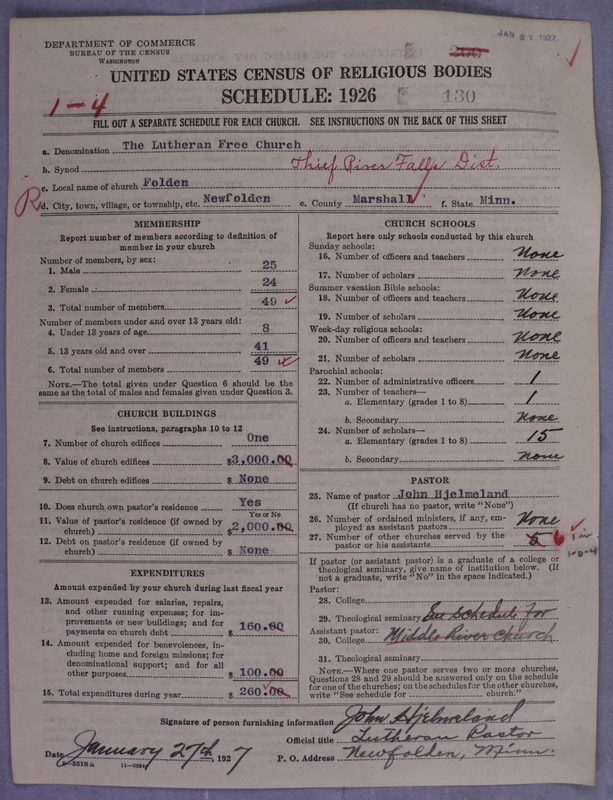 JAN 31 1927
DEPARTMENT OF COMMERCE
BUREAU OF THE CENSUS
WASHINGTON
200
UNITED STATES CENSUS OF RELIGIOUS BODIES
1-4
SCHEDULE: 1926
130
FILL OUT A SEPARATE SCHEDULE FOR EACH CHURCH. SEE INSTRUCTIONS ON THE BACK OF THIS SHEET
a. Denomination The Lutheran Free Church
b. Synod Thief River Falls Dist.
c. Local name of church Folden
R
d. City, town, village, or township, etc. Newfolden e. County Marshall f. State Minn.
MEMBERSHIP
Report number of members according to definition of
member in your church
Number of members, by sex:
1. Male 25
2. Female 24
3. Total number of members 49
Number of members under and over 13 years old:
4. Under 13 years of age 8
5. 13 years old and over 41
6. Total number of members 49
NOTE.—The total given under Question 6 should be the
same as the total of males and females given under Question 3.
CHURCH BUILDINGS
See instructions, paragraphs 10 to 12
7. Number of church edifices One
8. Value of church edifices $3,000.00
9. Debt on church edifices $ None
10. Does church own pastor's residence Yes
Yes or No
11. Value of pastor's residence (if owned by
church) $2,000.00
12. Debt on pastor's residence (if owned by
church) $ None
EXPENDITURES
Amount expended by your church during last fiscal year
13. Amount expended for salaries, repairs,
and other running expenses; for im-
provements or new buildings; and for
payments on church debt $ 160.00
14. Amount expended for benevolences, in-
cluding home and foreign missions; for
denominational support; and for all
other purposes $ 100.00
15. Total expenditures during year $ 260.00
CHURCH SCHOOLS
Report here only schools conducted by this church
Sunday schools:
16. Number of officers and teachers None
17. Number of scholars None
Summer vacation Bible schools:
18. Number of officers and teachers None
19. Number of scholars None
Week-day religious schools:
20. Number of officers and teachers None
21. Number of scholars None
Parochial schools:
22. Number of administrative officers 1
23. Number of teachers—
a. Elementary (grades 1 to 8) 1
b. Secondary None
24. Number of scholars—
a. Elementary (grades 1 to 8) 15
b. Secondary None
PASTOR
25. Name of pastor John Hjelmeland
(If church has no pastor, write "None")
26. Number of ordained ministers, if any, em-
ployed as assistant pastors None
27. Number of other churches served by the
pastor or his assistants 5 6
If pastor (or assistant pastor) is a graduate of a college or
theological seminary, give name of institution below. (If
not a graduate, write "No" in the space indicated.)
Pastor:
28. College
29. Theological seminary See Schedule for
Assistant pastor:
30. College Middle River Church
31. Theological seminary
NOTE.—Where one pastor serves two or more churches,
Questions 28 and 29 should be answered only on the schedule
for one of the churches; on the schedules for the other churches,
write "See schedule for church."
Signature of person furnishing information John Hjelmeland
Official title Lutheran Pastor
Date January 27th, 1927 P. O. Address Newfolden, Minn.